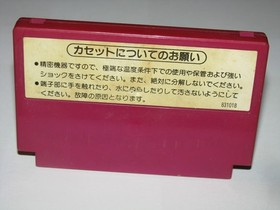 カセットについてのお願い
●精密機器ですので、極端な温度条件下での使用や保管および強い
ショックをさけてください。また、絶対に分解しないでください。
●端子部に手を触れたり、水にぬらしたりして汚さないようにして
ください。故障の原因となります。
831018